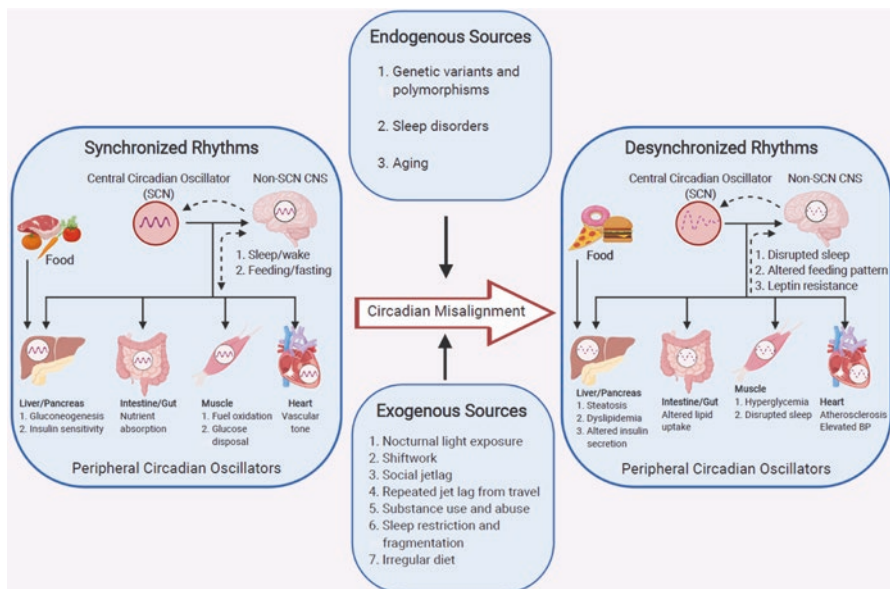 Endogenous Sources
1. Genetic variants and
polymorphisms
2. Sleep disorders
3. Aging
Synchronized Rhythms
Central Circadian Oscillator
(SCN)
Non-SCN CNS
Food
1. Sleep/wake
2. Feeding/fasting
Liver/Pancreas
1. Gluconeogenesis
2. Insulin sensitivity
Intestine/Gut
Nutrient
absorption
Muscle
1. Fuel oxidation
2. Glucose
disposal
Heart
Vascular
tone
Peripheral Circadian Oscillators
Circadian Misalignment
Exogenous Sources
1. Nocturnal light exposure
2. Shiftwork
3. Social jetlag
4. Repeated jet lag from travel
5. Substance use and abuse
6. Sleep restriction and
fragmentation
7. Irregular diet
Desynchronized Rhythms
Central Circadian Oscillator
(SCN)
Non-SCN CNS
Food
1. Disrupted sleep
2. Altered feeding pattern
3. Leptin resistance
Liver/Pancreas
1. Steatosis
2. Dyslipidemia
3. Altered insulin
secretion
Intestine/Gut
Altered lipid
uptake
Muscle
1. Hyperglycemia
2. Disrupted sleep
Heart
Atherosclerosis
Elevated BP
Peripheral Circadian Oscillators